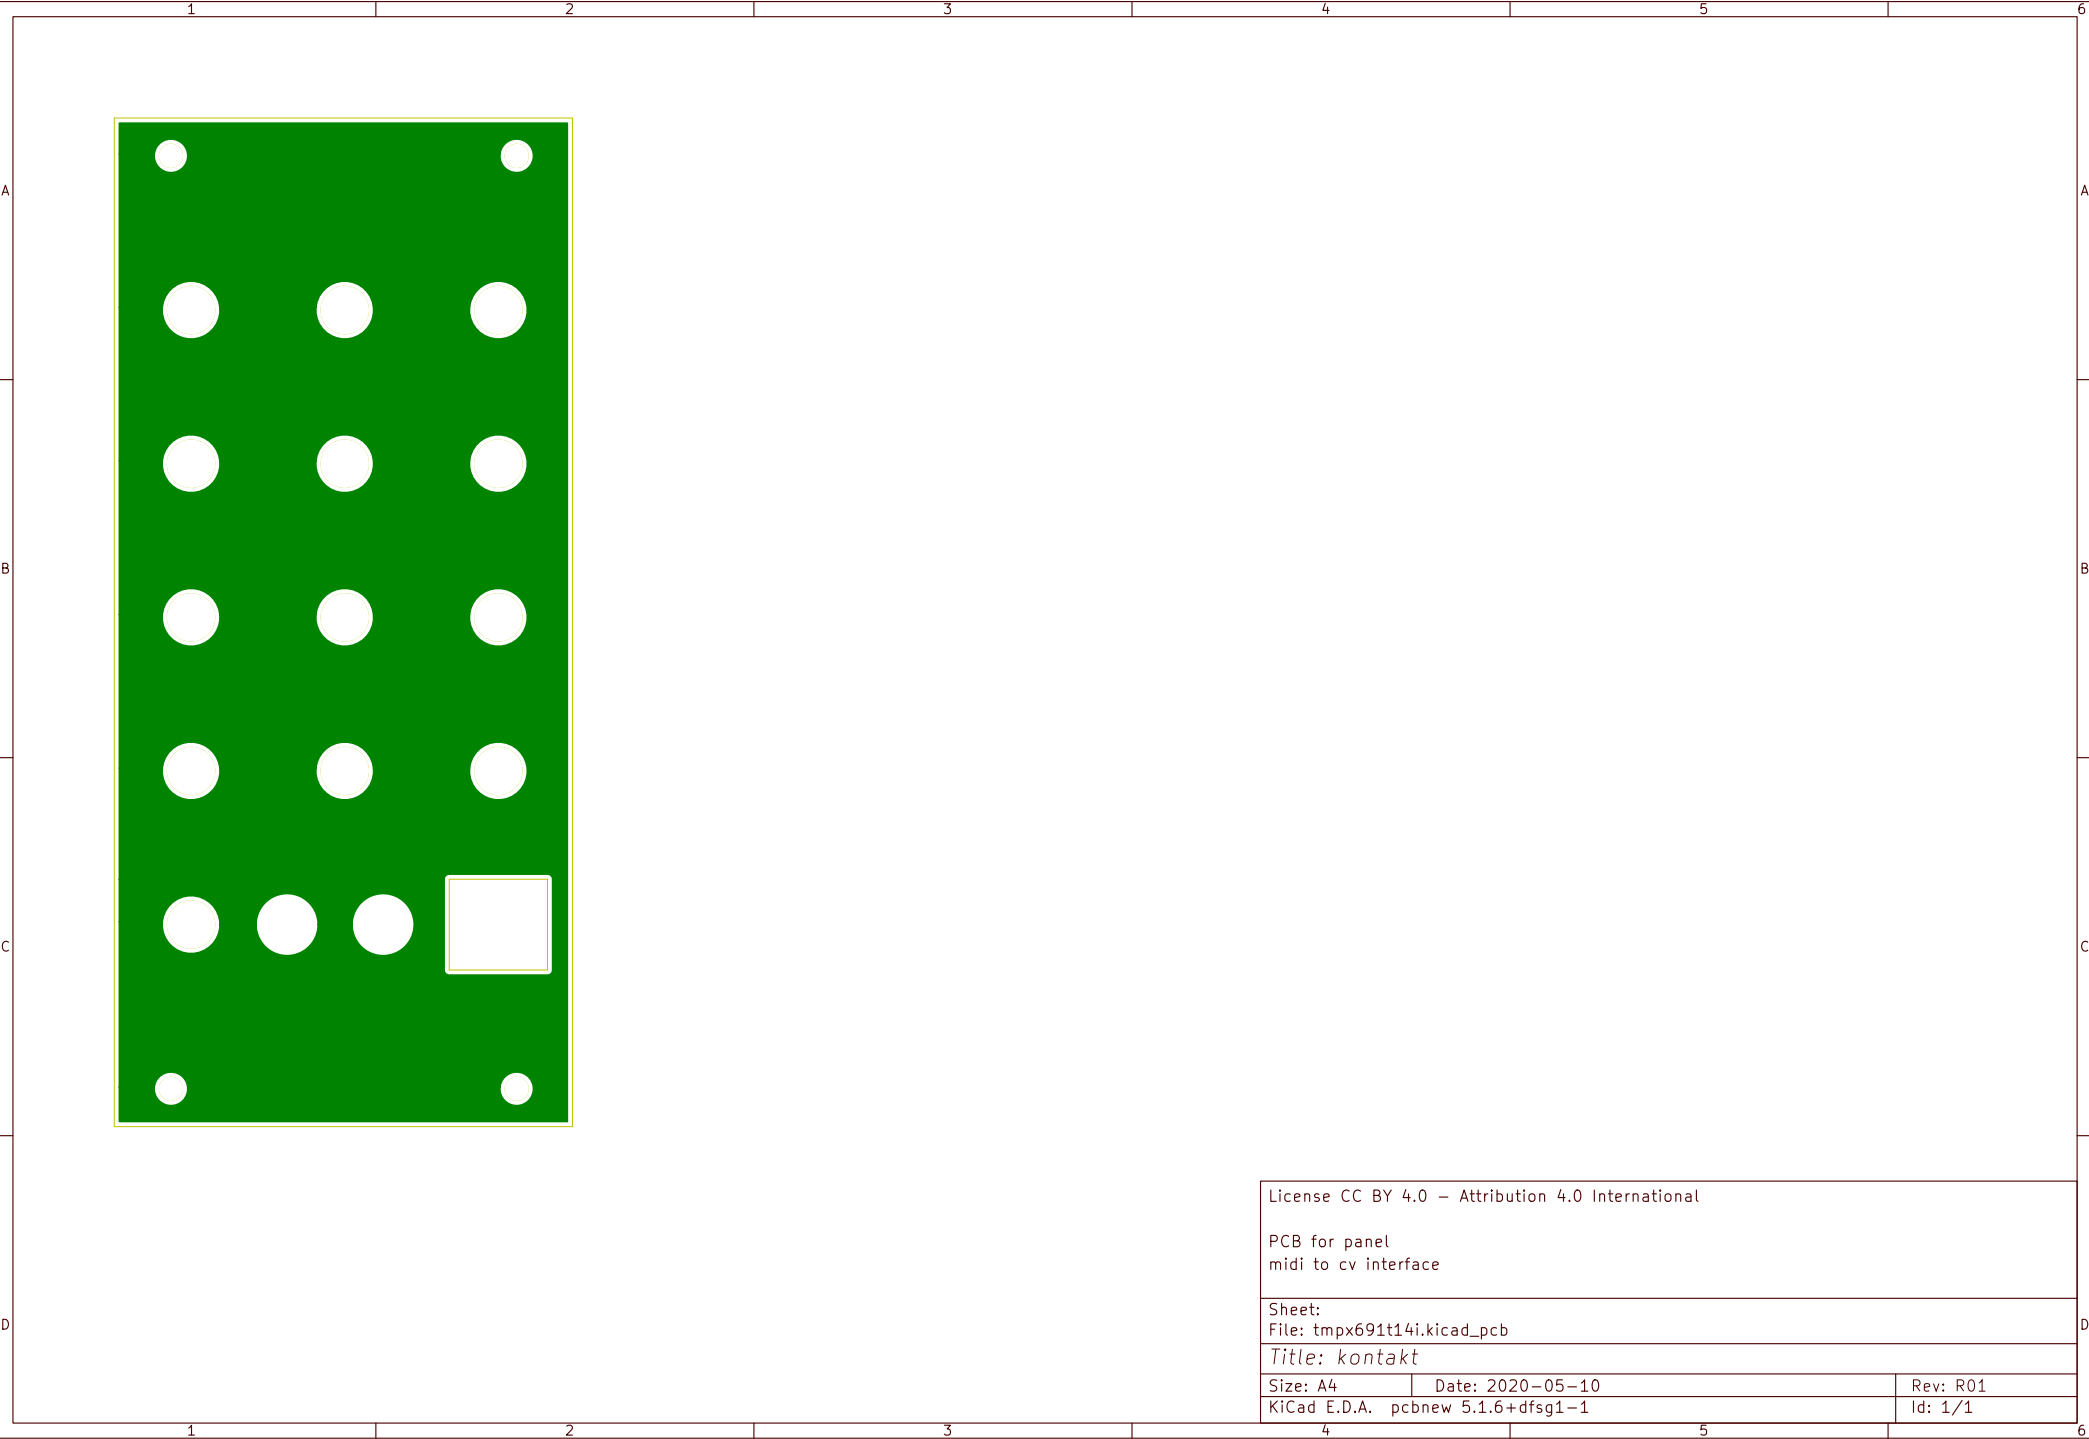 1 2 3 4 5 6
A A
B B
C C
D D
License CC BY 4.0 - Attribution 4.0 International
PCB for panel
midi to cv interface
Sheet:
File: tmpx691t14i.kicad_pcb
Title: kontakt
Size: A4 Date: 2020-05-10 Rev: R01
KiCad E.D.A. pcbnew 5.1.6+dfsg1-1 Id: 1/1
1 2 3 4 5 6